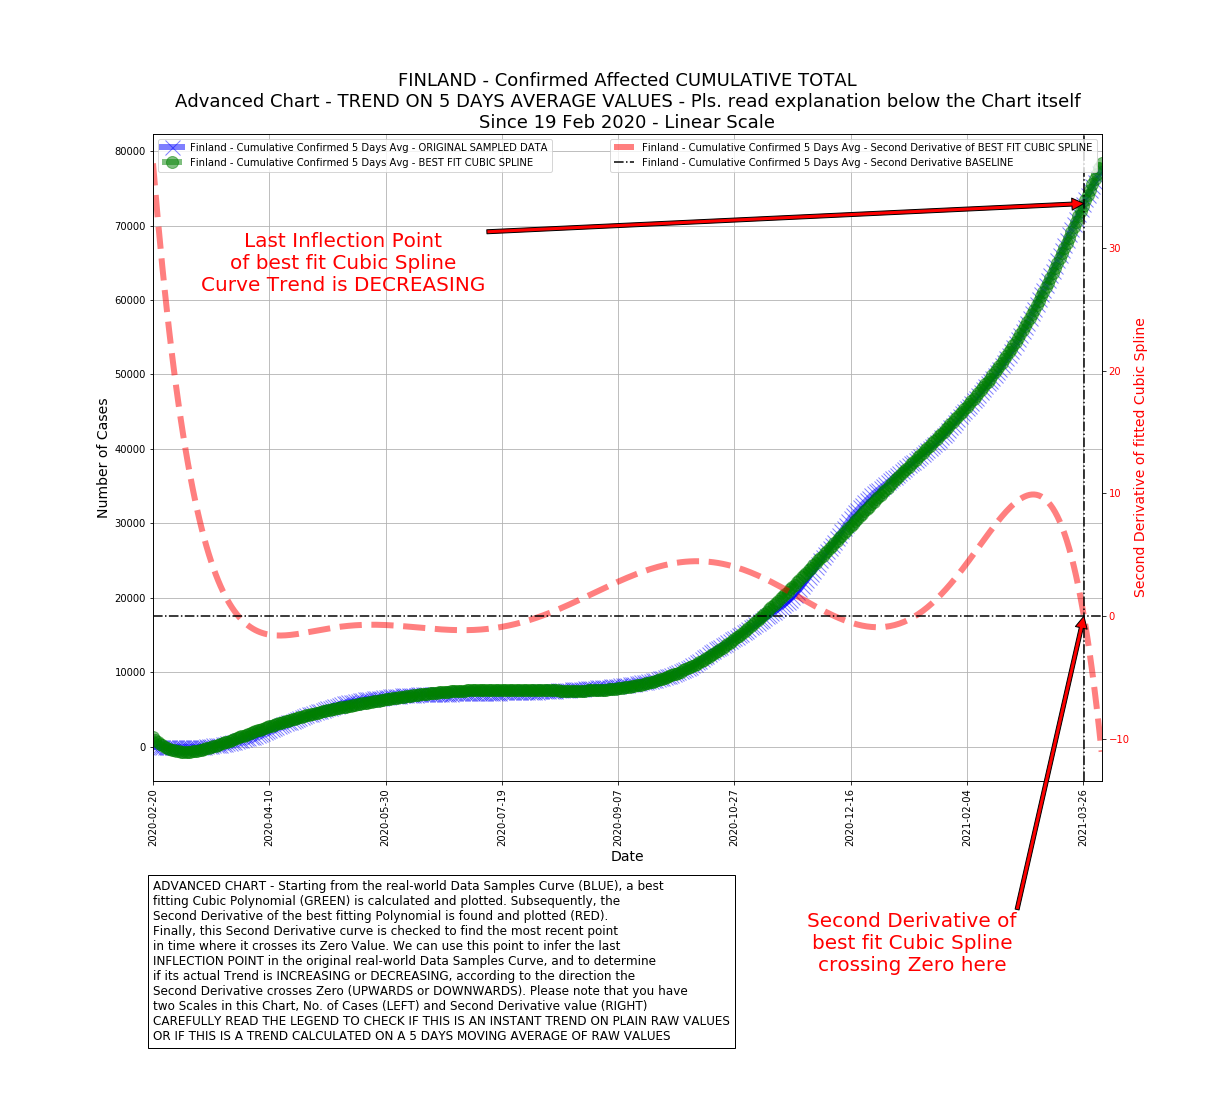 FINLAND - Confirmed Affected CUMULATIVE TOTAL
Advanced Chart - TREND ON 5 DAYS AVERAGE VALUES - Pls. read explanation below the Chart itself
Since 19 Feb 2020 - Linear Scale
Finland - Cumulative Confirmed 5 Days Avg - ORIGINAL SAMPLED DATA
Finland - Cumulative Confirmed 5 Days Avg - BEST FIT CUBIC SPLINE
Finland - Cumulative Confirmed 5 Days Avg - Second Derivative of BEST FIT CUBIC SPLINE
Finland - Cumulative Confirmed 5 Days Avg - Second Derivative BASELINE
Last Inflection Point
of best fit Cubic Spline
Curve Trend is DECREASING
Number of Cases
80000
70000
60000
50000
40000
30000
20000
10000
0
30
20
10
0
−10
Second Derivative of fitted Cubic Spline
2020-02-20
2020-04-10
2020-05-30
2020-07-19
2020-09-07
2020-10-27
2020-12-16
2021-02-04
2021-03-26
Date
ADVANCED CHART - Starting from the real-world Data Samples Curve (BLUE), a best
fitting Cubic Polynomial (GREEN) is calculated and plotted. Subsequently, the
Second Derivative of the best fitting Polynomial is found and plotted (RED).
Finally, this Second Derivative curve is checked to find the most recent point
in time where it crosses its Zero Value. We can use this point to infer the last
INFLECTION POINT in the original real-world Data Samples Curve, and to determine
if its actual Trend is INCREASING or DECREASING, according to the direction the
Second Derivative crosses Zero (UPWARDS or DOWNWARDS). Please note that you have
two Scales in this Chart, No. of Cases (LEFT) and Second Derivative value (RIGHT)
CAREFULLY READ THE LEGEND TO CHECK IF THIS IS AN INSTANT TREND ON PLAIN RAW VALUES
OR IF THIS IS A TREND CALCULATED ON A 5 DAYS MOVING AVERAGE OF RAW VALUES
Second Derivative of
best fit Cubic Spline
crossing Zero here